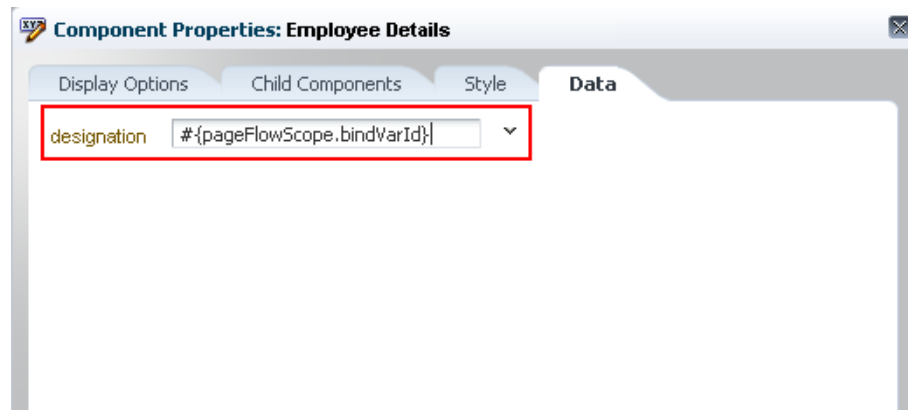 Component Properties: Employee Details
Display Options Child Components Style Data
designation #{pageFlowScope.bindVarId}